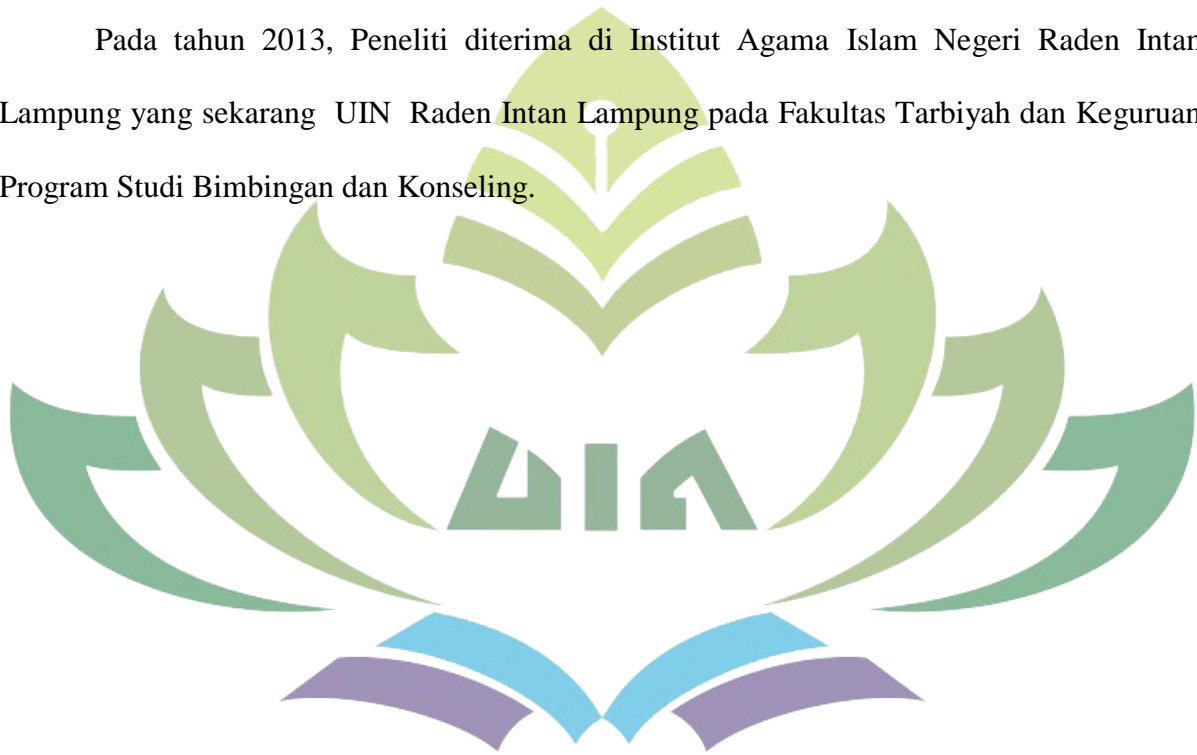 Pada tahun 2013, Peneliti diterima di Institut Agama Islam Negeri Raden Intan
Lampung yang sekarang UIN Raden Intan Lampung pada Fakultas Tarbiyah dan Keguruan
Program Studi Bimbingan dan Konseling.
UIN